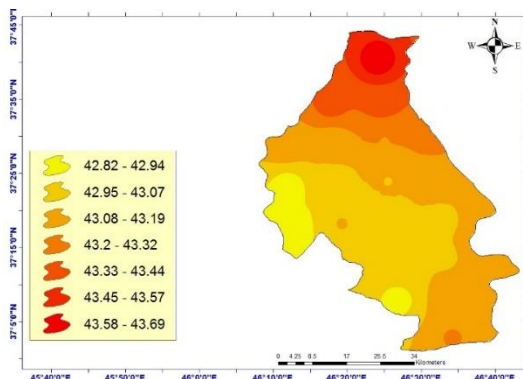 37°45'0"N
37°35'0"N
37°25'0"N
37°15'0"N
37°5'0"N
N
W E
S
42.82 - 42.94
42.95 - 43.07
43.08 - 43.19
43.2 - 43.32
43.33 - 43.44
43.45 - 43.57
43.58 - 43.69
0 4.25 8.5 17 25.5 34
Kilometers
45°40'0"E 45°50'0"E 46°0'0"E 46°10'0"E 46°20'0"E 46°30'0"E 46°40'0"E